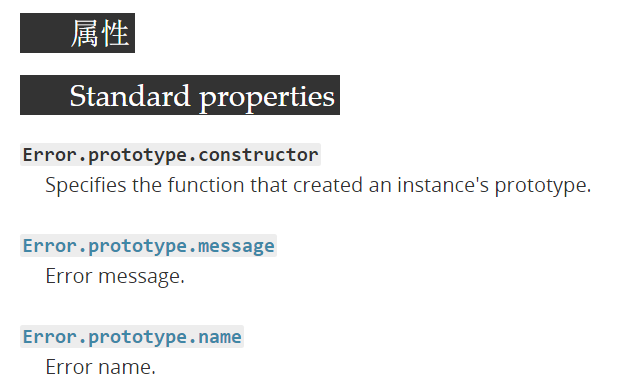 属性
Standard properties
Error.prototype.constructor
Specifies the function that created an instance's prototype.
Error.prototype.message
Error message.
Error.prototype.name
Error name.